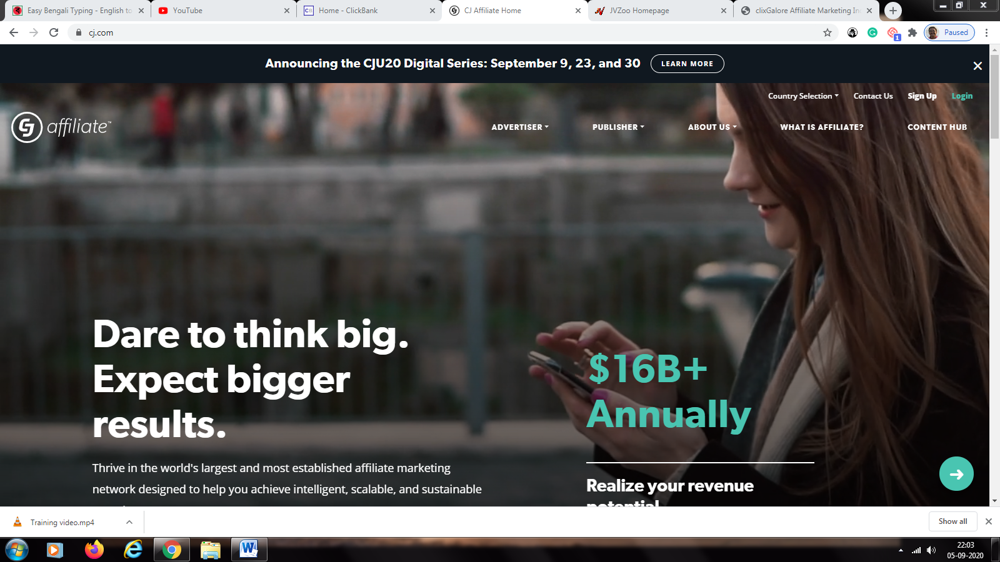 Easy Bengali Typing - English to
YouTube
Home - ClickBank
CJ Affiliate Home
JVZoo Homepage
clixGalore Affiliate Marketing In
cj.com
1
Paused
Announcing the CJU20 Digital Series: September 9, 23, and 30
LEARN MORE
Country Selection
Contact Us
Sign Up
Login
CJ affiliate™
ADVERTISER
PUBLISHER
ABOUT US
WHAT IS AFFILIATE?
CONTENT HUB
Dare to think big.
Expect bigger
results.
Thrive in the world's largest and most established affiliate marketing
network designed to help you achieve intelligent, scalable, and sustainable
$16B+
Annually
Realize your revenue
potential
Training video.mp4
Show all
22:03
05-09-2020